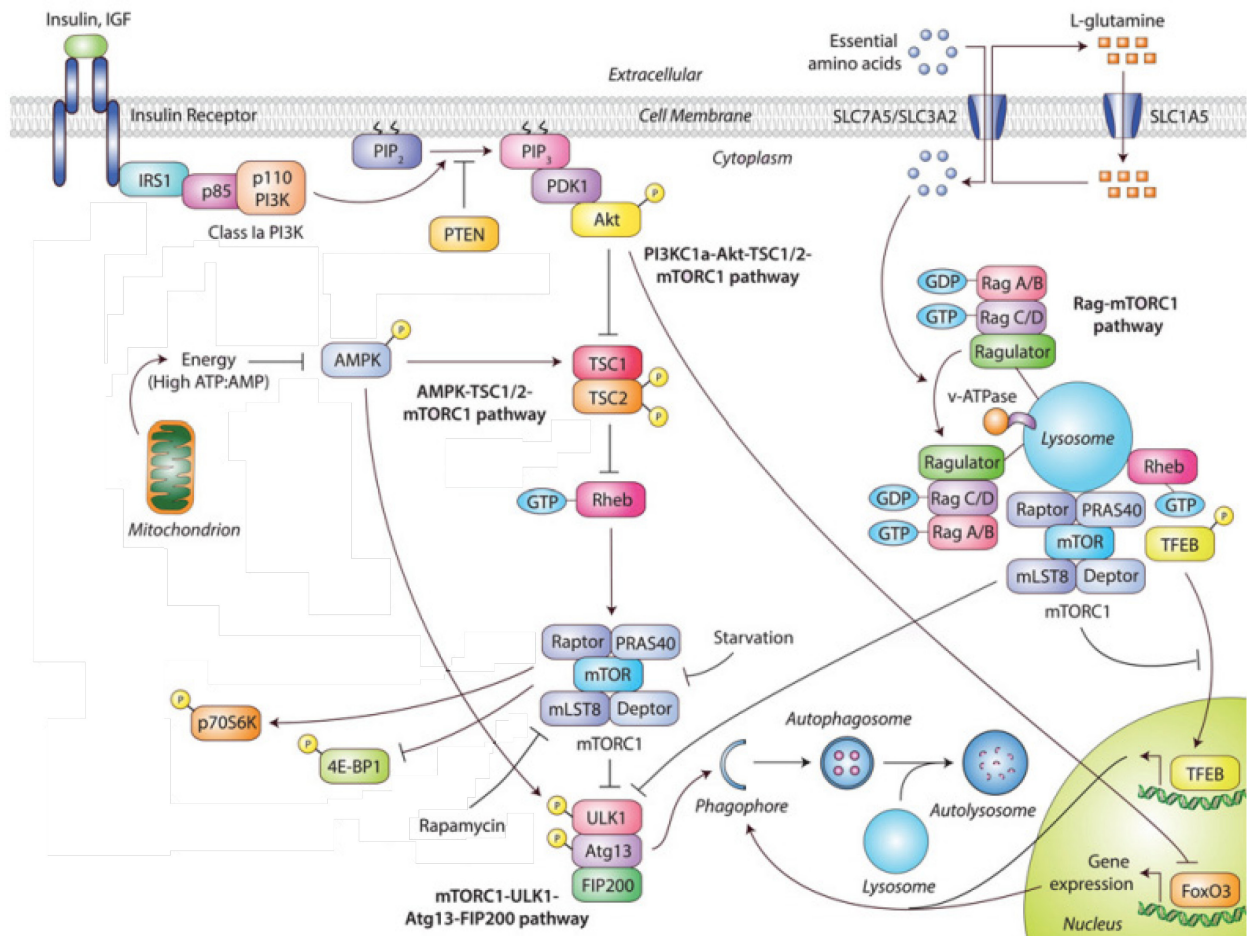 Insulin, IGF
Essential
amino acids
L-glutamine
Extracellular
Insulin Receptor
Cell Membrane
SLC7A5/SLC3A2
SLC1A5
Cytoplasm
PIP2
PIP3
IRS1
p85
p110
PI3K
PDK1
P
Akt
Class Ia PI3K
PTEN
PI3KC1a-Akt-TSC1/2-
mTORC1 pathway
GDP
Rag A/B
GTP
Rag C/D
Ragulator
Rag-mTORC1
pathway
P
Energy
(High ATP:AMP)
AMPK
TSC1
TSC2
P
P
AMPK-TSC1/2-
mTORC1 pathway
v-ATPase
Lysosome
Ragulator
Rheb
GTP
GDP
Rag C/D
GTP
Rag A/B
Raptor
PRAS40
mTOR
mLST8
Deptor
mTORC1
P
TFEB
Mitochondrion
GTP
Rheb
Raptor
PRAS40
mTOR
mLST8
Deptor
mTORC1
Starvation
P
p70S6K
P
4E-BP1
Rapamycin
P
ULK1
P
Atg13
FIP200
mTORC1-ULK1-
Atg13-FIP200 pathway
Phagophore
Autophagosome
Autolysosome
Lysosome
TFEB
Gene
expression
FoxO3
Nucleus